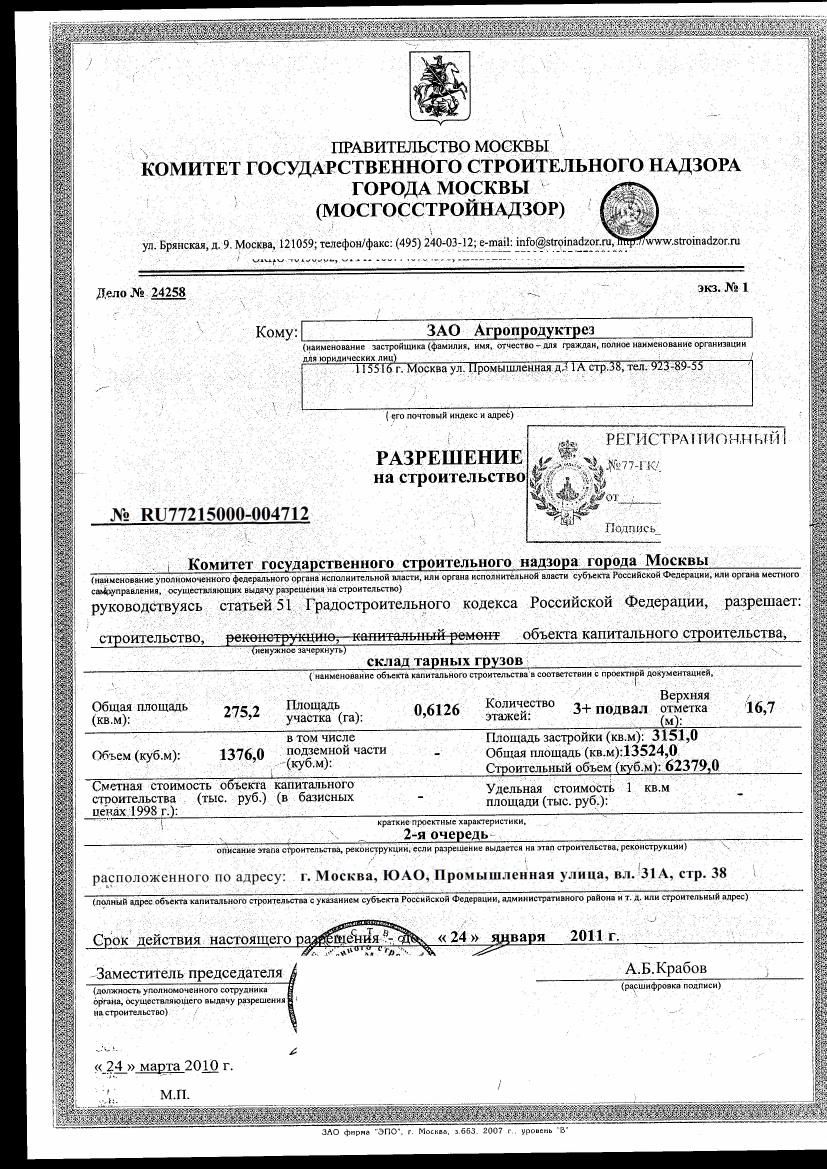 ПРАВИТЕЛЬСТВО МОСКВЫ
КОМИТЕТ ГОСУДАРСТВЕННОГО СТРОИТЕЛЬНОГО НАДЗОРА
ГОРОДА МОСКВЫ
(МОСГОССТРОЙНАДЗОР)
ул. Брянская, д. 9. Москва, 121059; телефон/факс: (495) 240-03-12; e-mail: info@stroinadzor.ru, http://www.stroinadzor.ru
Дело № 24258
экз. № 1
Кому: ЗАО Агропродуктрез
(наименование застройщика (фамилия, имя, отчество – для граждан, полное наименование организации
для юридических лиц)
115516 г. Москва ул. Промышленная д.31А стр.38, тел. 923-89-55
( его почтовый индекс и адрес)
РАЗРЕШЕНИЕ
на строительство
РЕГИСТРАЦИОННЫЙ
№77-ГК/
от
Подпись
№ RU77215000-004712
Комитет государственного строительного надзора города Москвы
(наименование уполномоченного федерального органа исполнительной власти, или органа исполнительной власти субъекта Российской Федерации, или органа местного
самоуправления, осуществляющих выдачу разрешения на строительство)
руководствуясь статьей 51 Градостроительного кодекса Российской Федерации, разрешает:
строительство, реконструкцию, капитальный ремонт объекта капитального строительства,
(ненужное зачеркнуть)
склад тарных грузов
( наименование объекта капитального строительства в соответствии с проектной документацией,
Общая площадь (кв.м): 275,2 Площадь участка (га): 0,6126 Количество этажей: 3+ подвал Верхняя отметка (м): 16,7
Объем (куб.м): 1376,0 в том числе подземной части (куб.м): - Площадь застройки (кв.м): 3151,0
Общая площадь (кв.м):13524,0
Строительный объем (куб.м): 62379,0
Сметная стоимость объекта капитального строительства (тыс. руб.) (в базисных ценах 1998 г.): - Удельная стоимость 1 кв.м площади (тыс. руб.): -
краткие проектные характеристики,
2-я очередь
описание этапа строительства, реконструкции, если разрешение выдается на этап строительства, реконструкции)
расположенного по адресу: г. Москва, ЮАО, Промышленная улица, вл. 31А, стр. 38
(полный адрес объекта капитального строительства с указанием субъекта Российской Федерации, административного района и т. д. или строительный адрес)
Срок действия настоящего разрешения - до « 24 » января 2011 г.
Заместитель председателя
А.Б.Крабов
(должность уполномоченного сотрудника
органа, осуществляющего выдачу разрешения
на строительство)
(расшифровка подписи)
« 24 » марта 2010 г.
М.П.
ЗАО фирма "ЭПО", г. Москва, з.663, 2007 г., уровень "В"